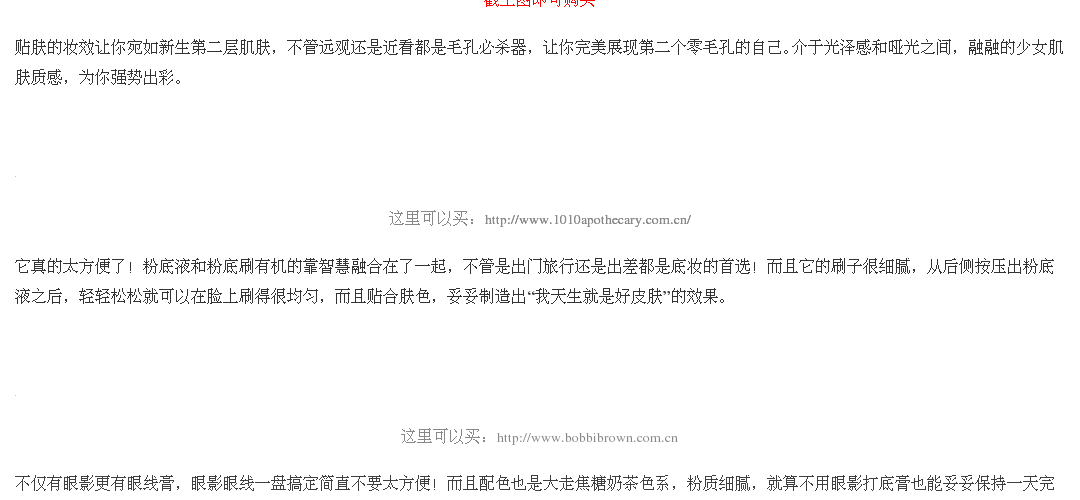 戳上图即可购买
贴肤的妆效让你宛如新生第二层肌肤，不管远观还是近看都是毛孔必杀器，让你完美展现第二个零毛孔的自己。介于光泽感和哑光之间，融融的少女肌
肤质感，为你强势出彩。
这里可以买：http://www.1010apothecary.com.cn/
它真的太方便了！粉底液和粉底刷有机的靠智慧融合在了一起，不管是出门旅行还是出差都是底妆的首选！而且它的刷子很细腻，从后侧按压出粉底
液之后，轻轻松松就可以在脸上刷得很均匀，而且贴合肤色，妥妥制造出“我天生就是好皮肤”的效果。
这里可以买：http://www.bobbibrown.com.cn
不仅有眼影更有眼线膏，眼影眼线一盘搞定简直不要太方便！而且配色也是大走焦糖奶茶色系，粉质细腻，就算不用眼影打底膏也能妥妥保持一天完